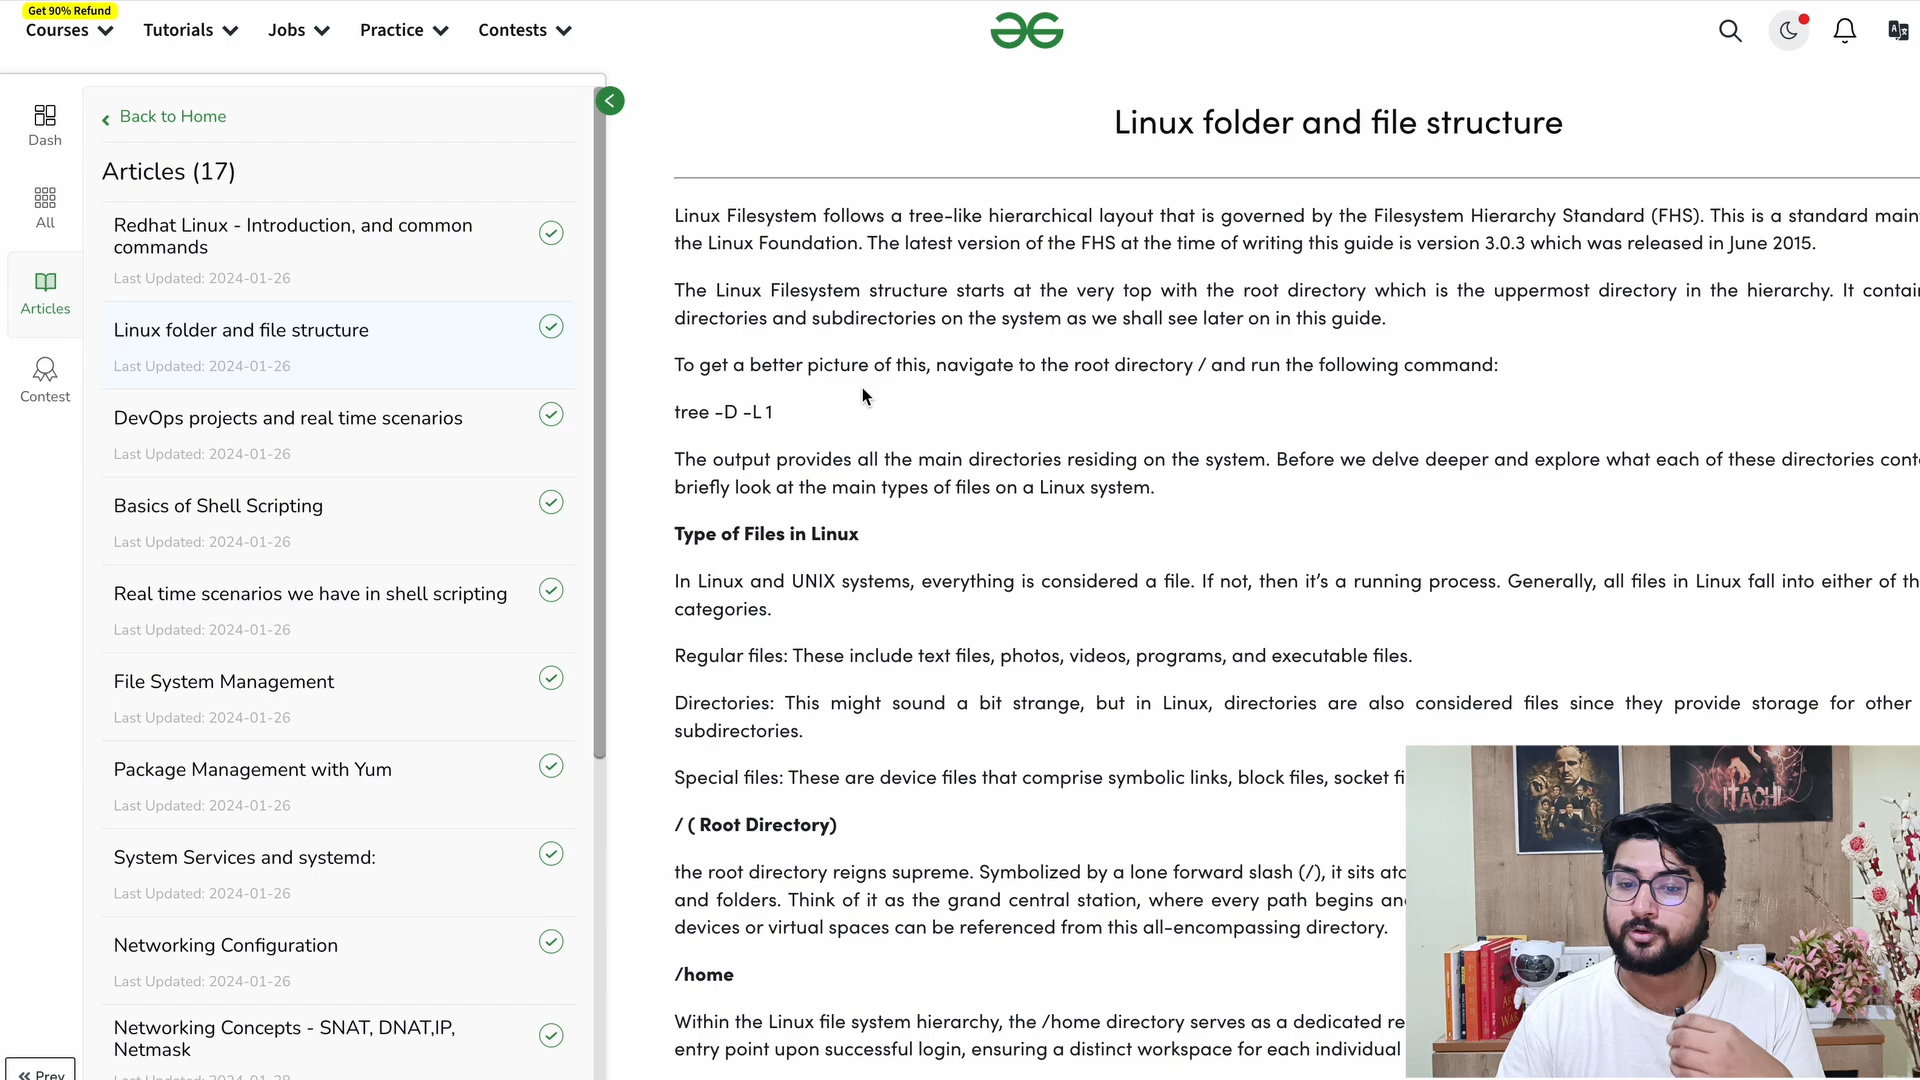 Get 90% Refund
Courses
Tutorials
Jobs
Practice
Contests
Dash
All
Articles
Contest
Back to Home
Articles (17)
Redhat Linux - Introduction, and common
commands
Last Updated: 2024-01-26
Linux folder and file structure
Last Updated: 2024-01-26
DevOps projects and real time scenarios
Last Updated: 2024-01-26
Basics of Shell Scripting
Last Updated: 2024-01-26
Real time scenarios we have in shell scripting
Last Updated: 2024-01-26
File System Management
Last Updated: 2024-01-26
Package Management with Yum
Last Updated: 2024-01-26
System Services and systemd:
Last Updated: 2024-01-26
Networking Configuration
Last Updated: 2024-01-26
Networking Concepts - SNAT, DNAT,IP,
Netmask
Prev
Linux folder and file structure
Linux Filesystem follows a tree-like hierarchical layout that is governed by the Filesystem Hierarchy Standard (FHS). This is a standard main
the Linux Foundation. The latest version of the FHS at the time of writing this guide is version 3.0.3 which was released in June 2015.
The Linux Filesystem structure starts at the very top with the root directory which is the uppermost directory in the hierarchy. It contai
directories and subdirectories on the system as we shall see later on in this guide.
To get a better picture of this, navigate to the root directory / and run the following command:
tree -D -L 1
The output provides all the main directories residing on the system. Before we delve deeper and explore what each of these directories cont
briefly look at the main types of files on a Linux system.
Type of Files in Linux
In Linux and UNIX systems, everything is considered a file. If not, then it’s a running process. Generally, all files in Linux fall into either of th
categories.
Regular files: These include text files, photos, videos, programs, and executable files.
Directories: This might sound a bit strange, but in Linux, directories are also considered files since they provide storage for other
subdirectories.
Special files: These are device files that comprise symbolic links, block files, socket fi
/ ( Root Directory)
the root directory reigns supreme. Symbolized by a lone forward slash (/), it sits ato
and folders. Think of it as the grand central station, where every path begins an
devices or virtual spaces can be referenced from this all-encompassing directory.
/home
Within the Linux file system hierarchy, the /home directory serves as a dedicated re
entry point upon successful login, ensuring a distinct workspace for each individual
ITACHI